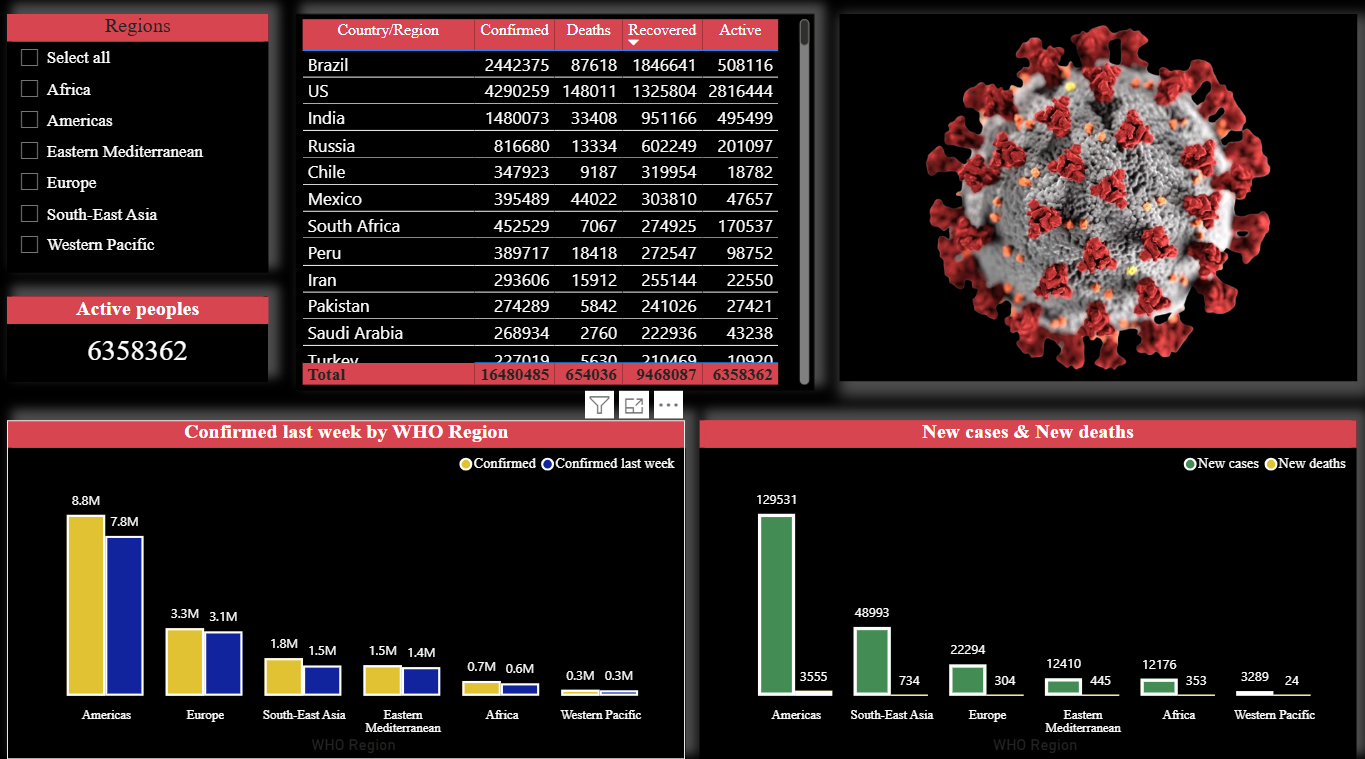 Regions
Select all
Africa
Americas
Eastern Mediterranean
Europe
South-East Asia
Western Pacific
Active peoples
6358362
Country/Region Confirmed Deaths Recovered Active
Brazil 2442375 87618 1846641 508116
US 4290259 148011 1325804 2816444
India 1480073 33408 951166 495499
Russia 816680 13334 602249 201097
Chile 347923 9187 319954 18782
Mexico 395489 44022 303810 47657
South Africa 452529 7067 274925 170537
Peru 389717 18418 272547 98752
Iran 293606 15912 255144 22550
Pakistan 274289 5842 241026 27421
Saudi Arabia 268934 2760 222936 43238
Turkey 227019 5630 210469 10920
Total 16480485 654036 9468087 6358362
Confirmed last week by WHO Region
Confirmed Confirmed last week
8.8M
7.8M
3.3M 3.1M
1.8M 1.5M
1.5M 1.4M
0.7M 0.6M
0.3M 0.3M
Americas Europe South-East Asia Eastern Mediterranean Africa Western Pacific
WHO Region
New cases & New deaths
New cases New deaths
129531
3555
48993
734
22294
304
12410
445
12176
353
3289
24
Americas South-East Asia Europe Eastern Mediterranean Africa Western Pacific
WHO Region